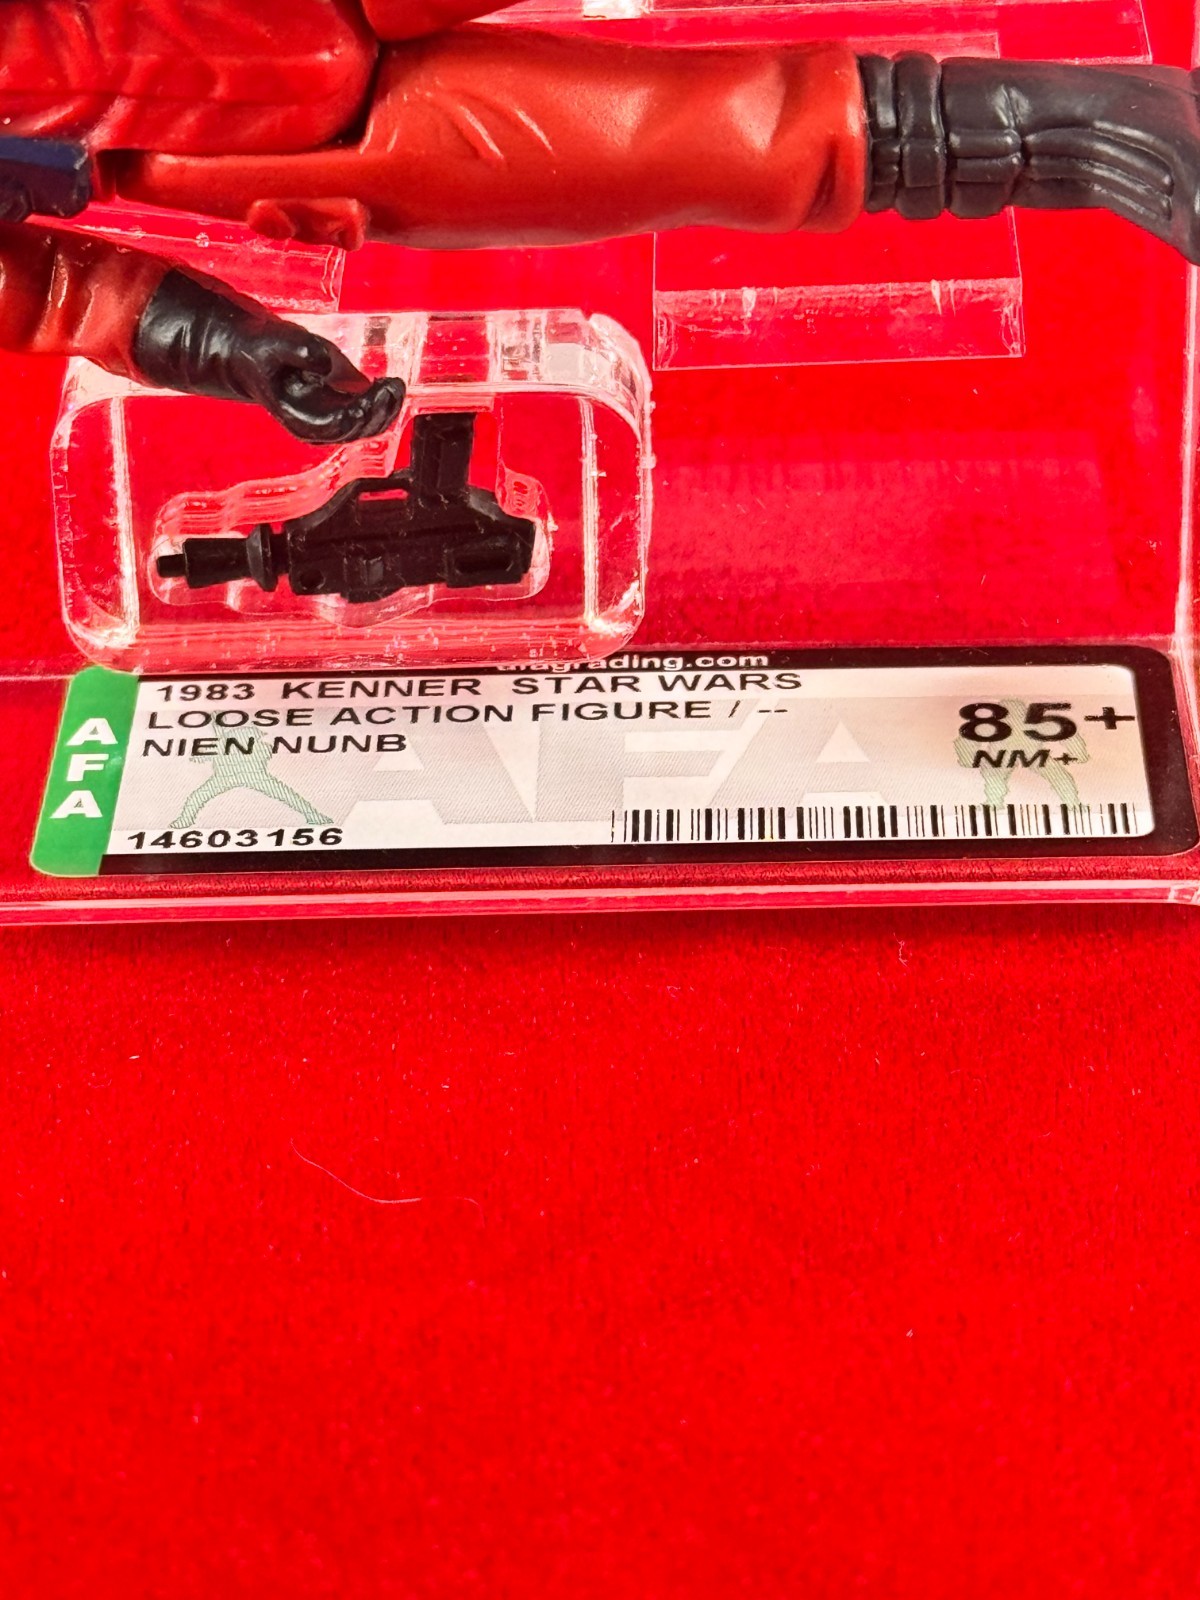 afagrading.com
1983 KENNER STAR WARS
LOOSE ACTION FIGURE / --
NIEN NUNB
85+
NM+
AFA
14603156